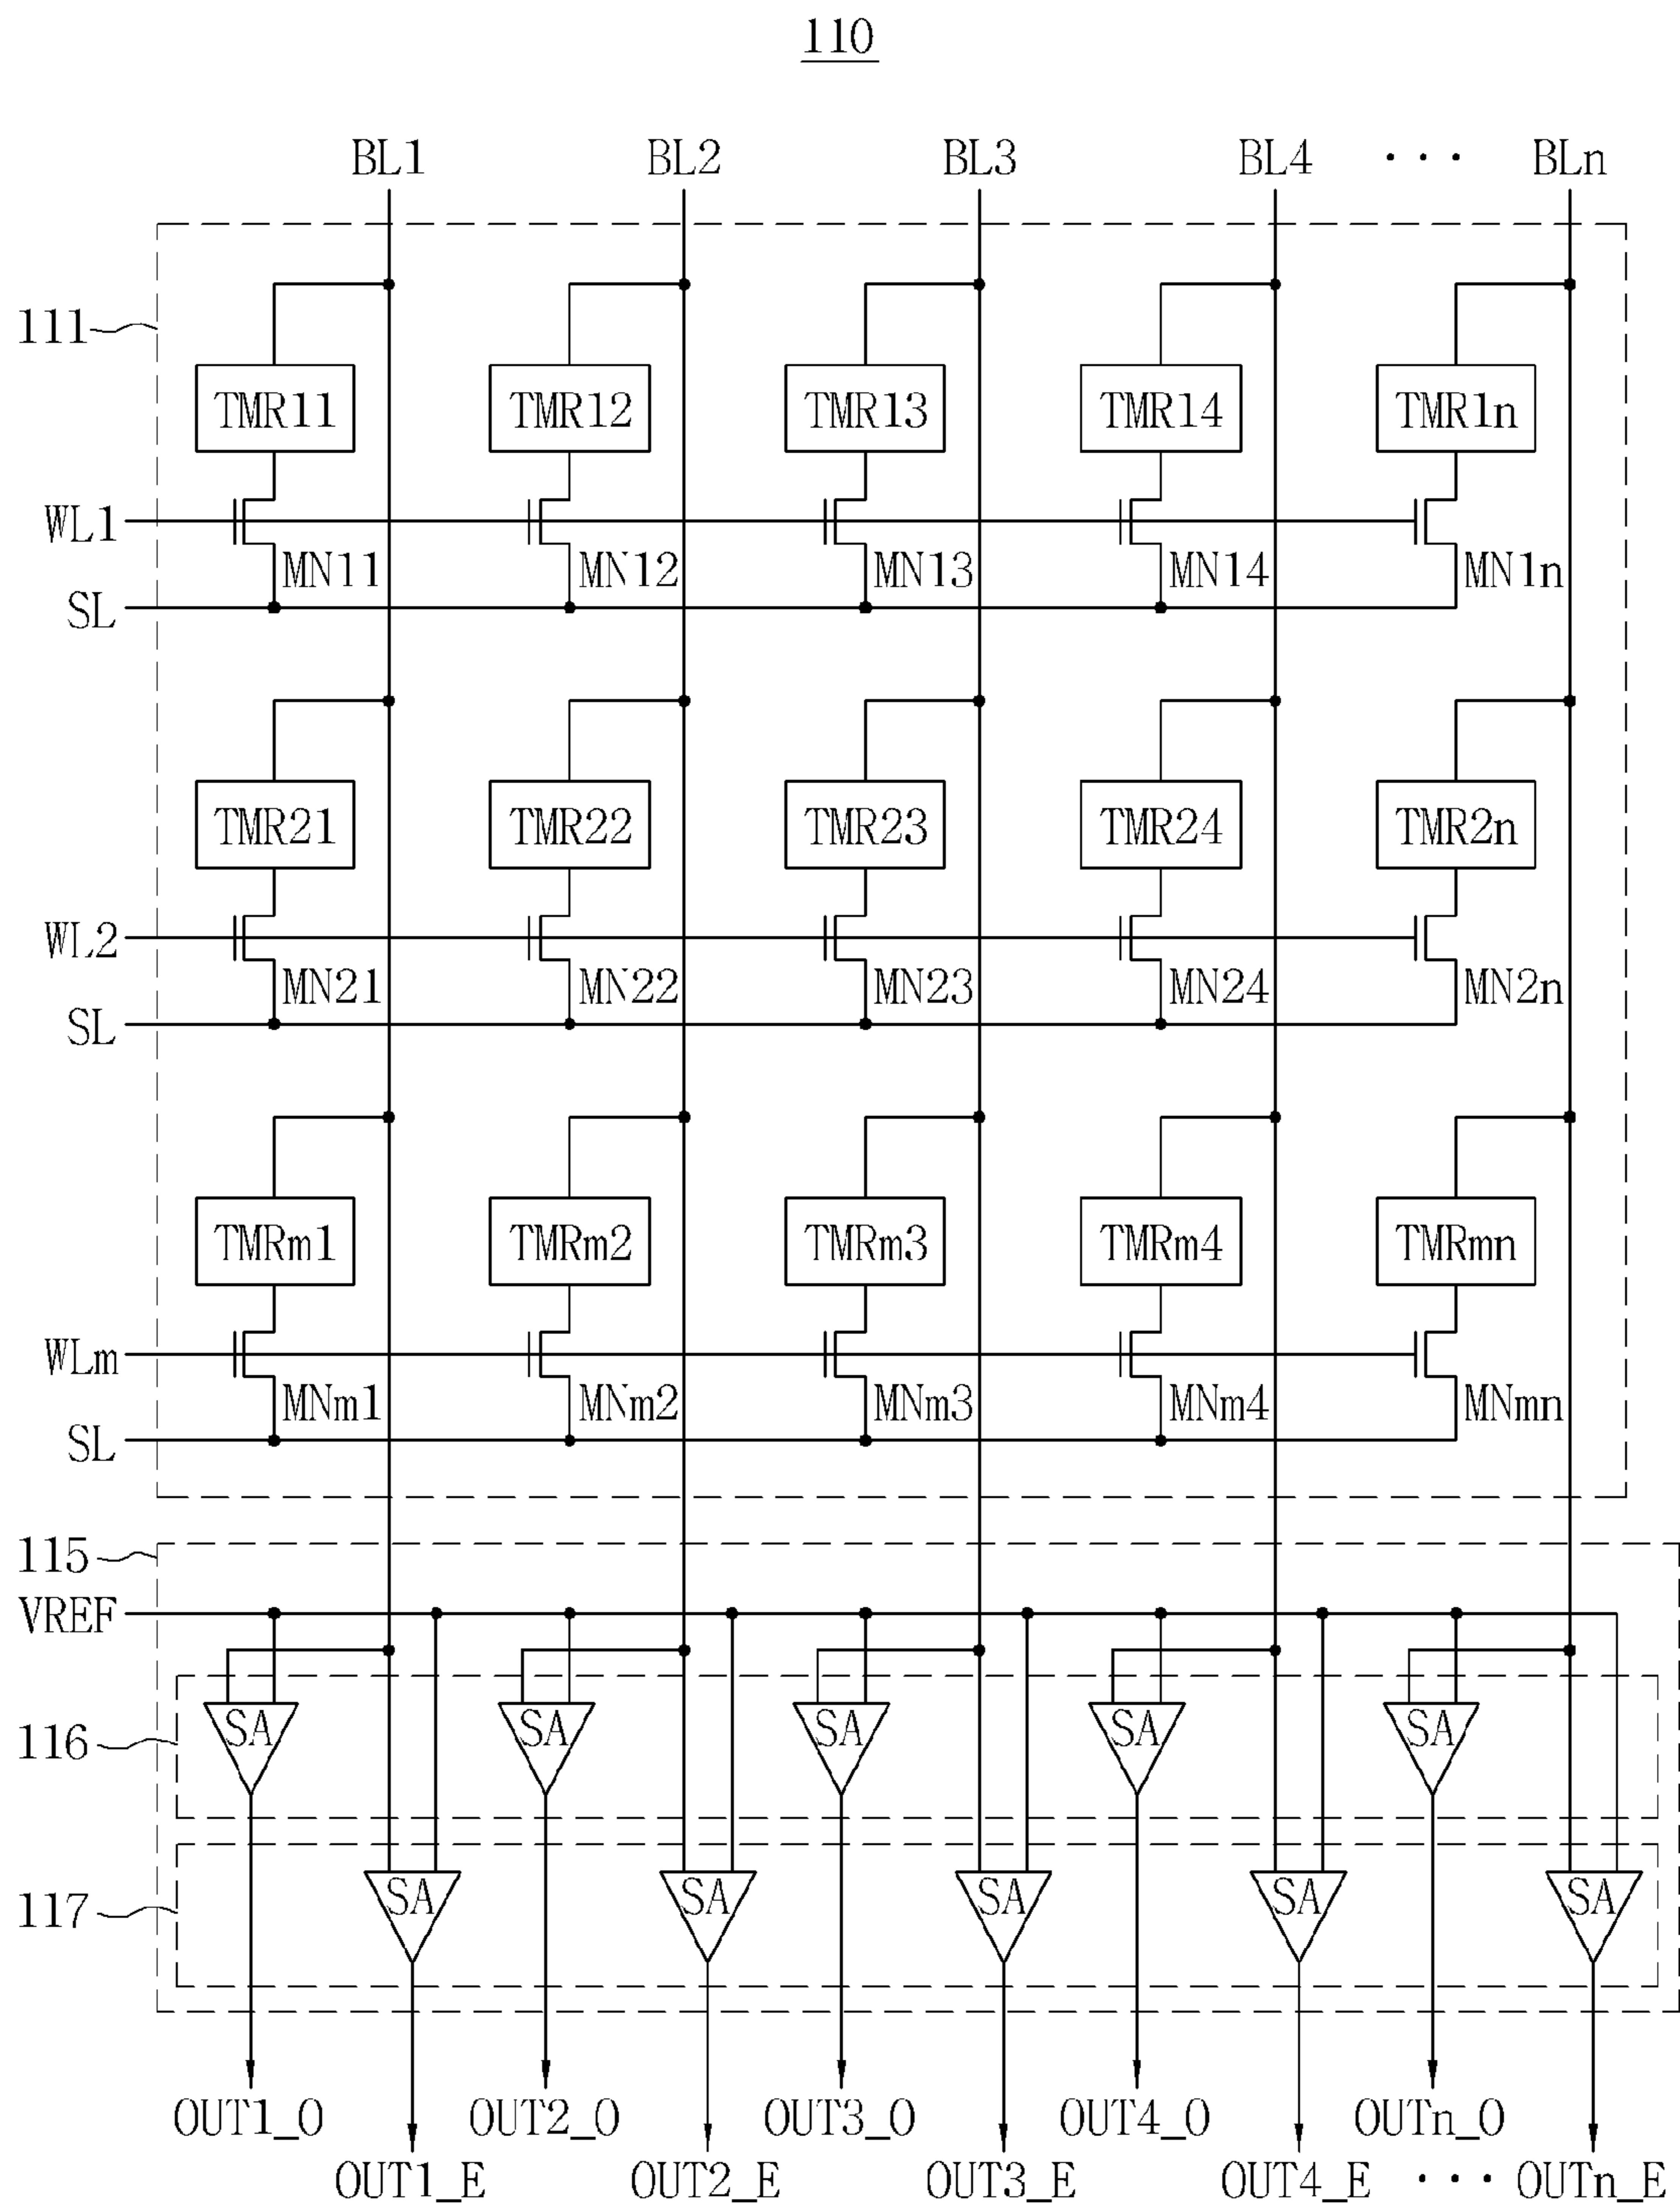 110
BL1 BL2 BL3 BL4 ··· BLn
111
TMR11 TMR12 TMR13 TMR14 TMR1n
WL1
MN11 MN12 MN13 MN14 MN1n
SL
TMR21 TMR22 TMR23 TMR24 TMR2n
WL2
MN21 MN22 MN23 MN24 MN2n
SL
TMRm1 TMRm2 TMRm3 TMRm4 TMRmn
WLm
MNm1 MNm2 MNm3 MNm4 MNmn
SL
115
VREF
116 SA SA SA SA SA
117 SA SA SA SA SA
OUT1_O OUT2_O OUT3_O OUT4_O OUTn_O
OUT1_E OUT2_E OUT3_E OUT4_E ··· OUTn_E